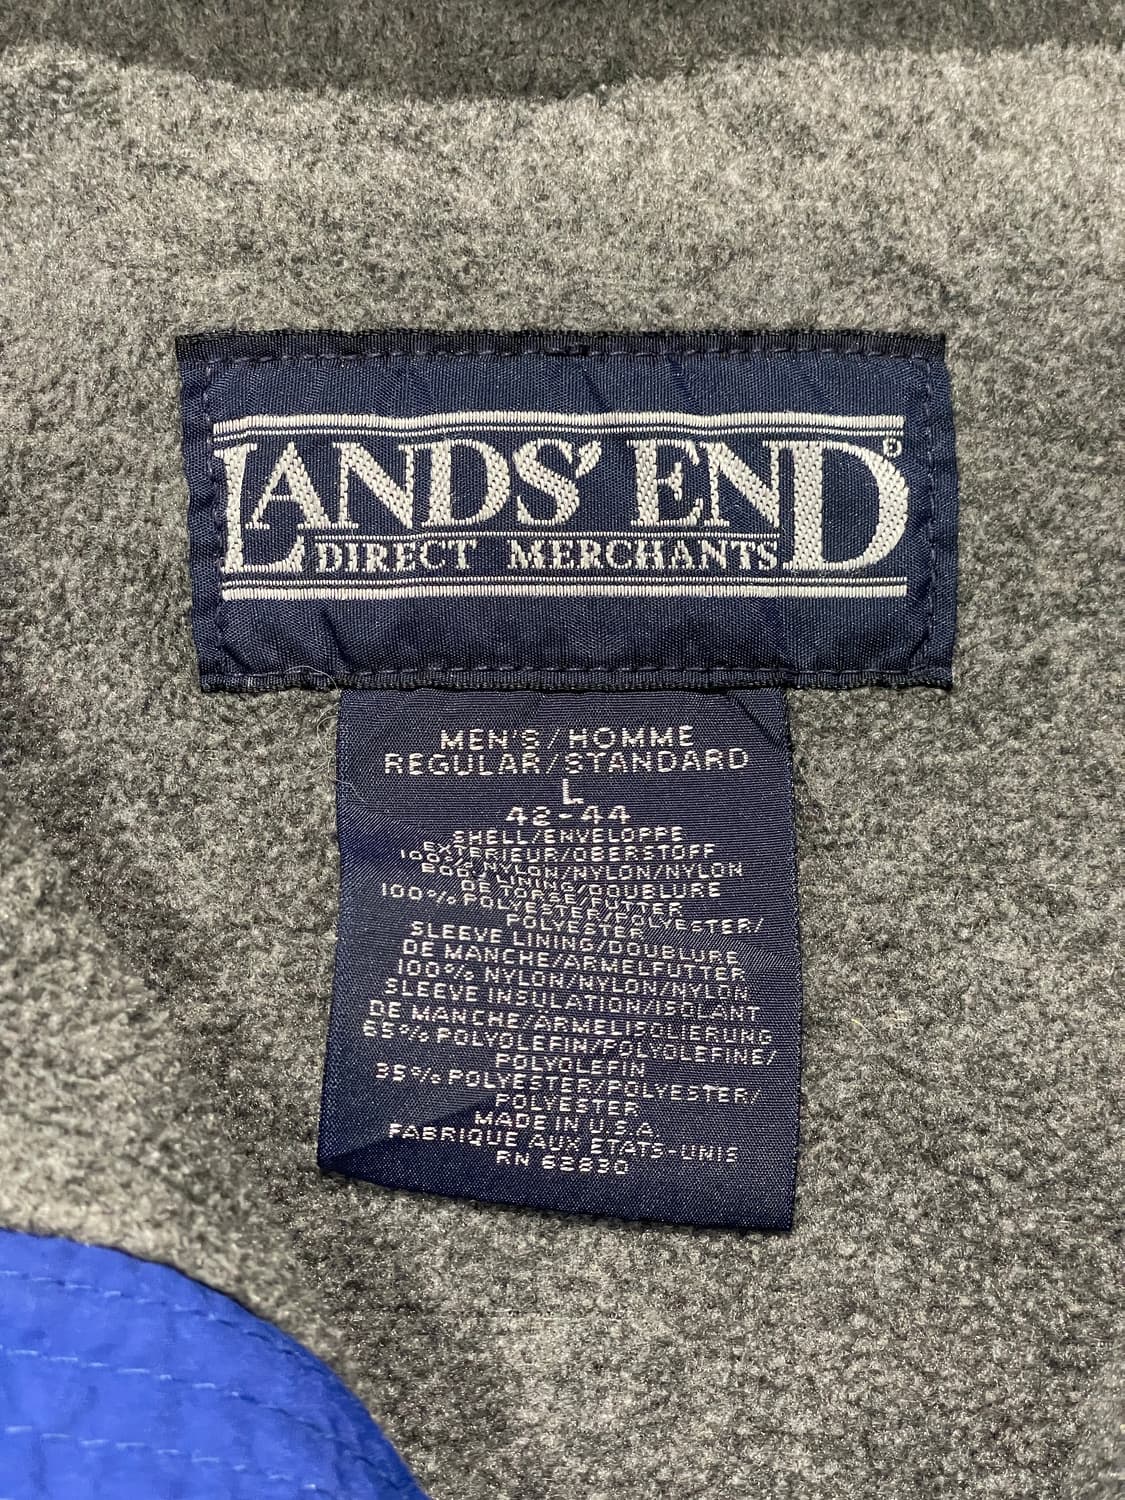 LANDS' END®
DIRECT MERCHANTS
MEN'S/HOMME
REGULAR/STANDARD
L
42-44
SHELL/ENVELOPPE
EXTERIEUR/OBERSTOFF
100% NYLON/NYLON/NYLON
BODY LINING/DOUBLURE
DE TORSE/FUTTER
100% POLYESTER/POLYESTER/
POLYESTER
SLEEVE LINING/DOUBLURE
DE MANCHE/ARMELFUTTER
100% NYLON/NYLON/NYLON
SLEEVE INSULATION/ISOLANT
DE MANCHE/ARMELISOLIERUNG
65% POLYOLEFIN/POLYOLEFINE/
POLYOLEFIN
35% POLYESTER/POLYESTER/
POLYESTER
MADE IN U.S.A.
FABRIQUE AUX ETATS-UNIS
RN 62830